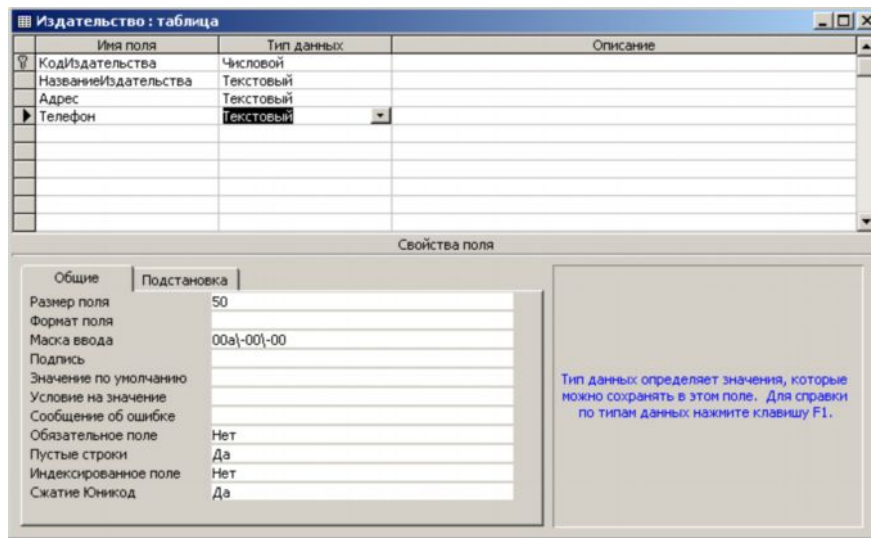 Издательство : таблица
Имя поля Тип данных Описание
КодИздательства Числовой
НазваниеИздательства Текстовый
Адрес Текстовый
Телефон Текстовый
Свойства поля
Общие Подстановка
Размер поля 50
Формат поля
Маска ввода 00a\-00\-00
Подпись
Значение по умолчанию
Условие на значение
Сообщение об ошибке
Обязательное поле Нет
Пустые строки Да
Индексированное поле Нет
Сжатие Юникод Да
Тип данных определяет значения, которые
можно сохранять в этом поле. Для справки
по типам данных нажмите клавишу F1.